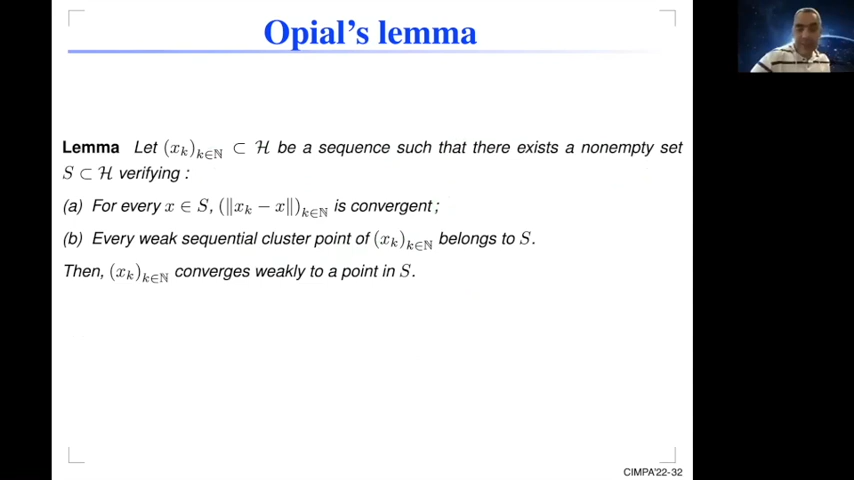 Opial's lemma
Lemma Let (x_k)_{k∈ℕ} ⊂ ℋ be a sequence such that there exists a nonempty set
S ⊂ ℋ verifying :
(a) For every x ∈ S, (‖x_k − x‖)_{k∈ℕ} is convergent ;
(b) Every weak sequential cluster point of (x_k)_{k∈ℕ} belongs to S.
Then, (x_k)_{k∈ℕ} converges weakly to a point in S.
CIMPA'22-32